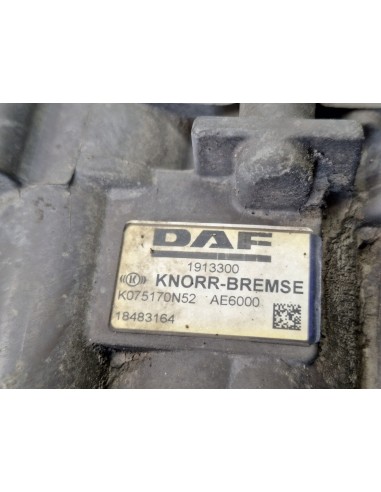 DAF
1913300
KNORR-BREMSE
K075170N52 AE6000
18483164